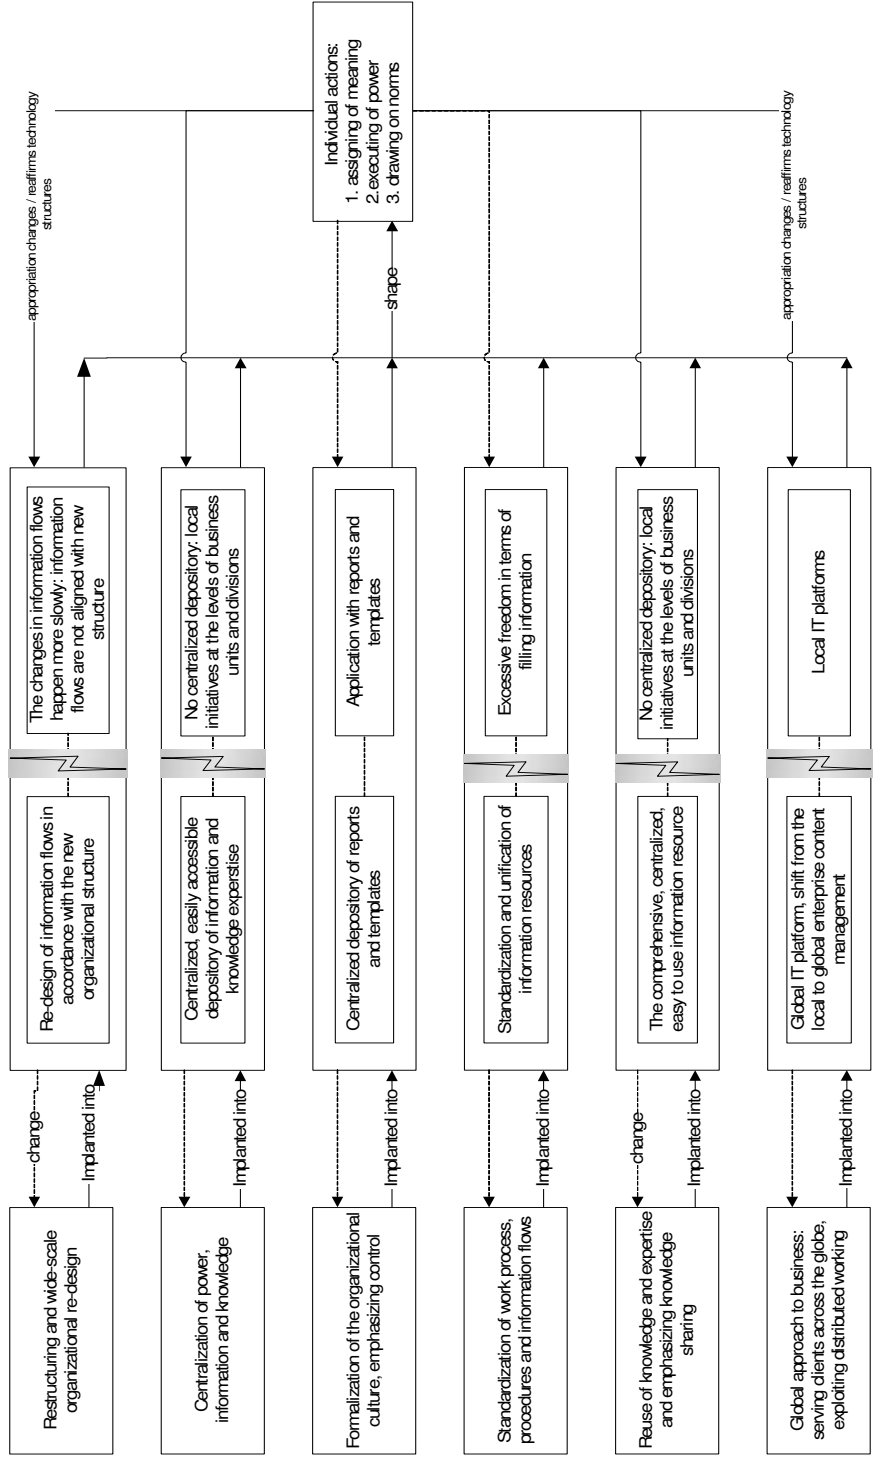 Restructuring and wide-scale
organizational re-design
change
Implanted into
Re-design of information flows in
accordance with the new
organizational structure
The changes in information flows
happen more slowly: information
flows are not aligned with new
structure
appropriation changes / reaffirms technology
structures
Centralization of power,
information and knowledge
Implanted into
Centralized, easily accessible
depository of information and
knowledge experstise
No centralized depository: local
initiatives at the levels of business
units and divisions
Formalization of the organizational
culture, emphasizing control
Implanted into
Centralized depository of reports
and templates
Application with reports and
templates
shape
Individual actions:
1. assigning of meaning
2. executing of power
3. drawing on norms
Standardization of work process,
procedures and information flows
Implanted into
Standardization and unification of
information resources
Excessive freedom in terms of
filling information
Reuse of knowledge and expertise
and emphasizing knowledge
sharing
change
Implanted into
The comprehensive, centralized,
easy to use information resource
No centralized depository: local
initiatives at the levels of business
units and divisions
Global approach to business:
serving clients across the globe,
exploiting distributed working
Implanted into
Global IT platform, shift from the
local to global enterprise content
management
Local IT platforms
appropriation changes / reaffirms technology
structures